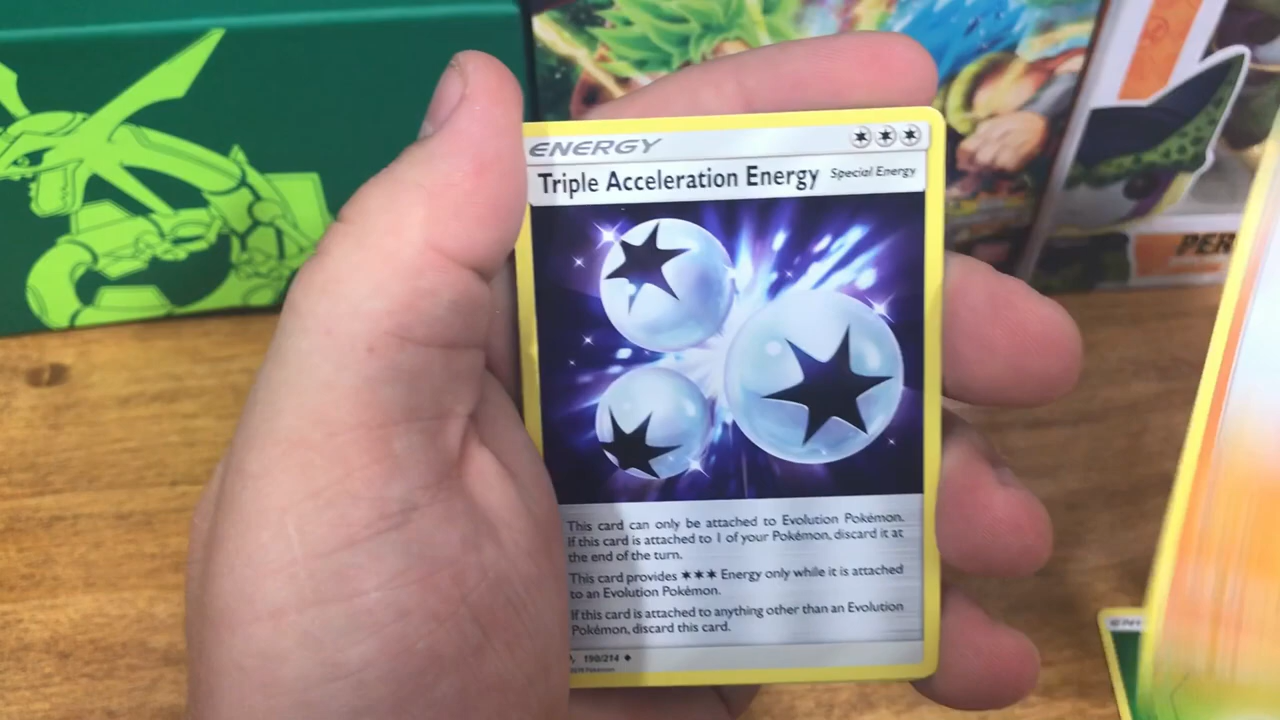 ENERGY
Triple Acceleration Energy
Special Energy
This card can only be attached to Evolution Pokémon.
If this card is attached to 1 of your Pokémon, discard it at
the end of the turn.
This card provides ✶✶✶ Energy only while it is attached
to an Evolution Pokémon.
If this card is attached to anything other than an Evolution
Pokémon, discard this card.
190/214
Pokémon
PER